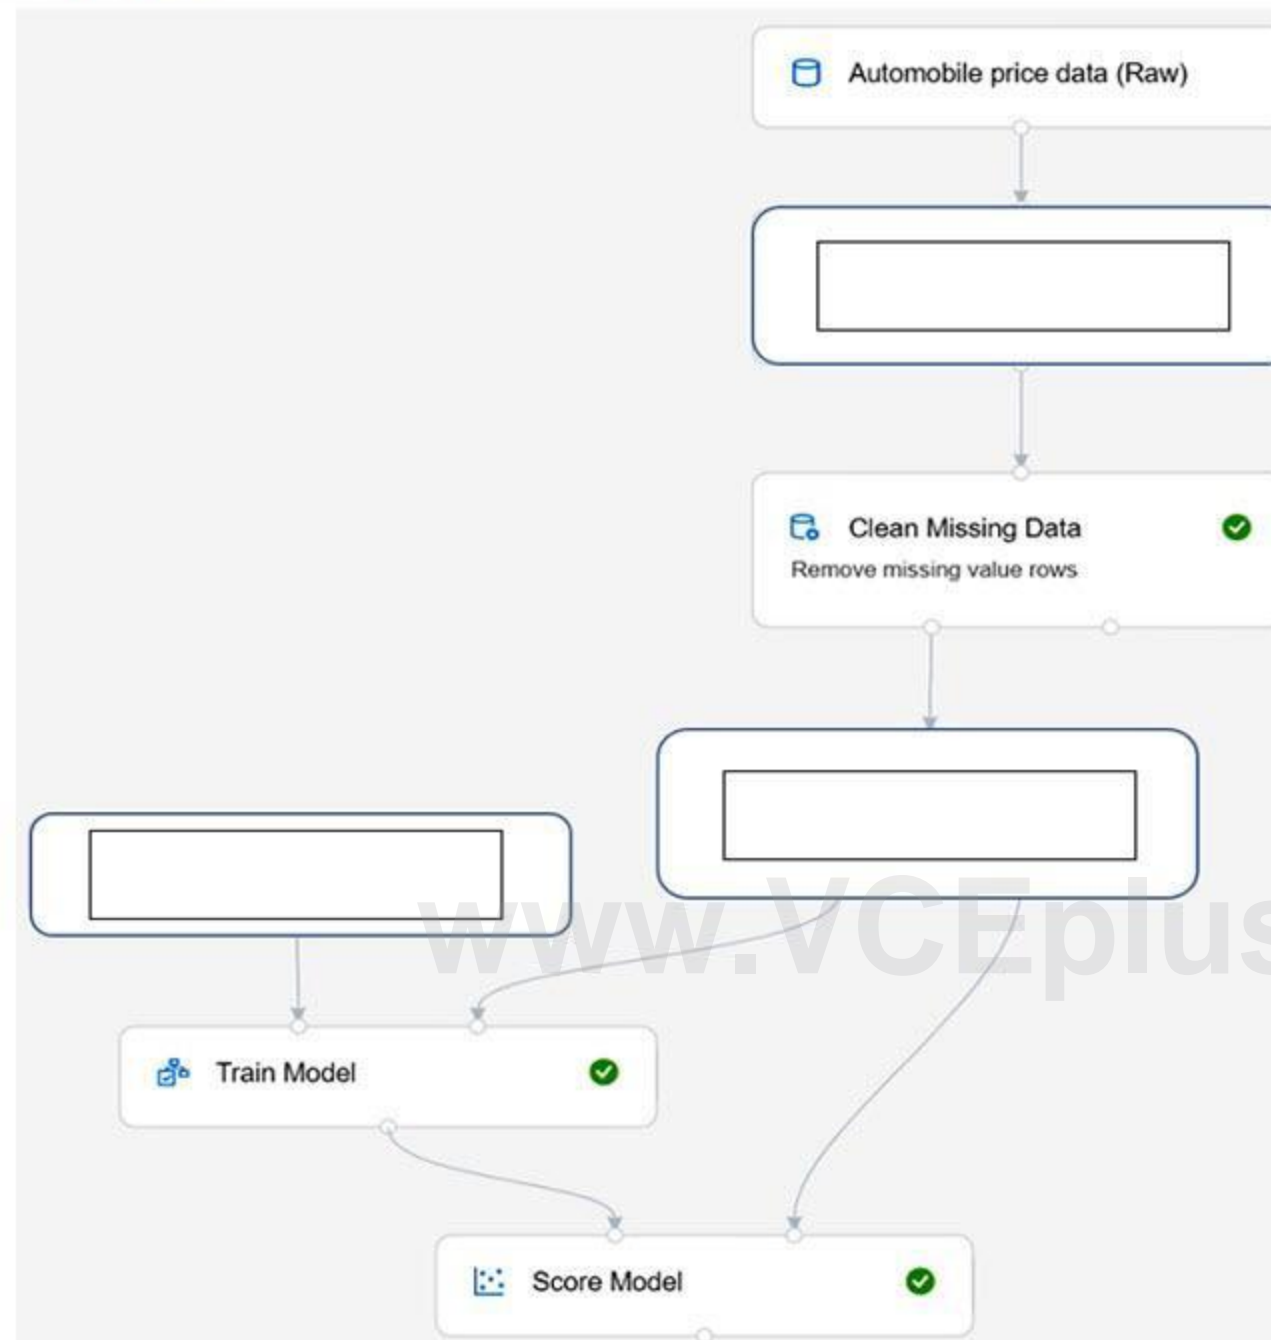 Automobile price data (Raw)
Clean Missing Data
Remove missing value rows
www.VCEplus
Train Model
Score Model